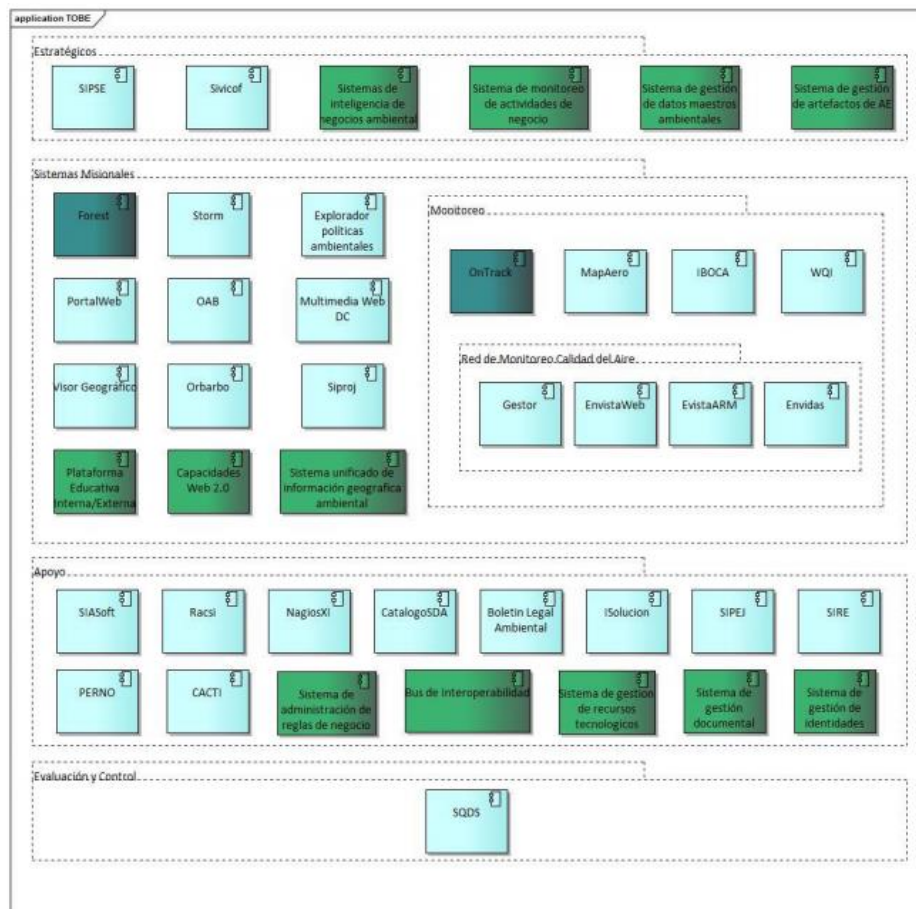 application TOBE
Estratégicos
SIPSE
Sivicof
Sistemas de
inteligencia de
negocios ambiental
Sistema de monitoreo
de actividades de
negocio
Sistema de gestión
de datos maestros
ambientales
Sistema de gestión
de artefactos de AE
Sistemas Misionales
Forest
Storm
Explorador
políticas
ambientales
PortalWeb
OAB
Multimedia Web
DC
Visor Geográfico
Orbarbo
Siproj
Plataforma
Educativa
Interna/Externa
Capacidades
Web 2.0
Sistema unificado de
información geografica
ambiental
Monitoreo
OnTrack
MapAero
IBOCA
WQI
Red de Monitoreo Calidad del Aire
Gestor
EnvistaWeb
EvistaARM
Envidas
Apoyo
SIASoft
Racsi
NagiosXI
CatalogoSDA
Boletin Legal
Ambiental
ISolucion
SIPEJ
SIRE
PERNO
CACTI
Sistema de
administración de
reglas de negocio
Bus de Interoperabilidad
Sistema de gestión
de recursos
tecnologicos
Sistema de
gestión
documental
Sistema de
gestión de
identidades
Evaluación y Control
SQDS